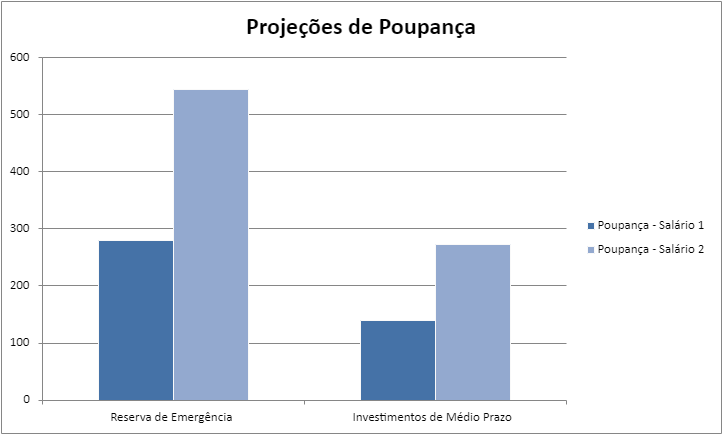 Projeções de Poupança
600
500
400
300
200
100
0
Reserva de Emergência
Investimentos de Médio Prazo
Poupança - Salário 1
Poupança - Salário 2